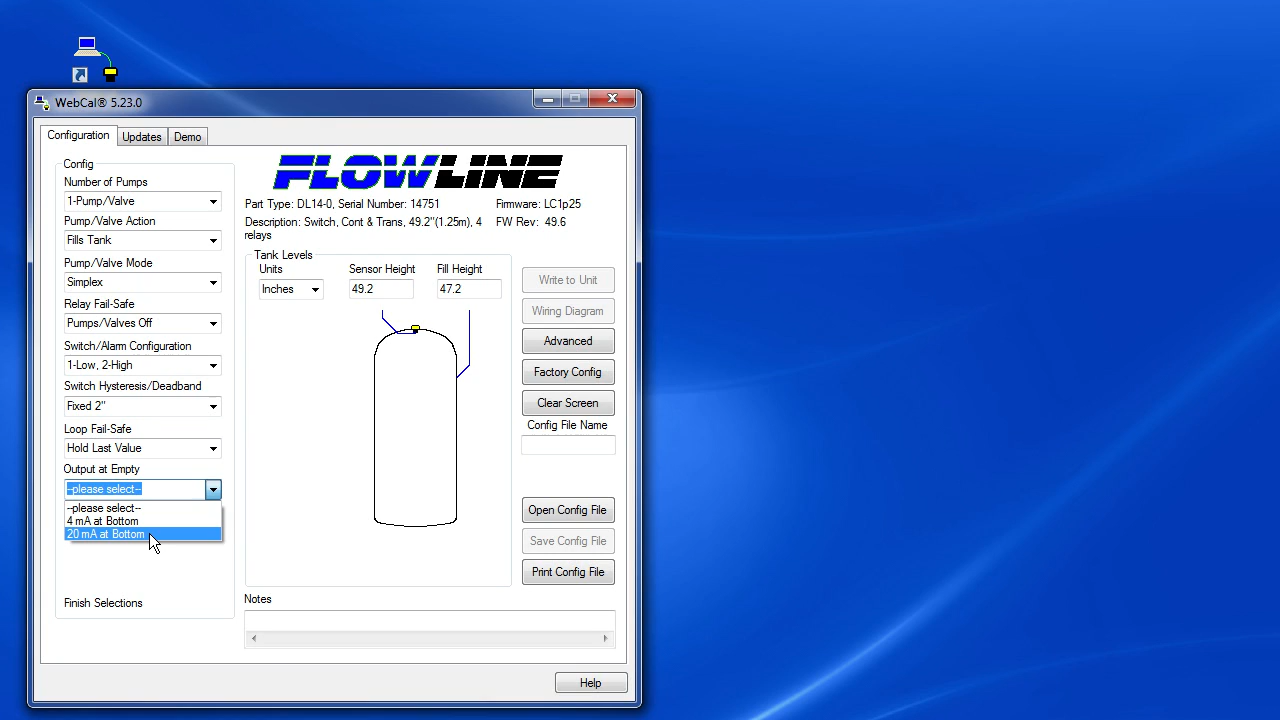 WebCal® 5.23.0
Configuration
Updates
Demo
Config
Number of Pumps
1-Pump/Valve
Pump/Valve Action
Fills Tank
Pump/Valve Mode
Simplex
Relay Fail-Safe
Pumps/Valves Off
Switch/Alarm Configuration
1-Low, 2-High
Switch Hysteresis/Deadband
Fixed 2"
Loop Fail-Safe
Hold Last Value
Output at Empty
--please select--
--please select--
4 mA at Bottom
20 mA at Bottom
Finish Selections
FLOWLINE
Part Type: DL14-0, Serial Number: 14751
Firmware: LC1p25
Description: Switch, Cont & Trans, 49.2"(1.25m), 4
relays
FW Rev: 49.6
Tank Levels
Units
Sensor Height
Fill Height
Inches
49.2
47.2
Write to Unit
Wiring Diagram
Advanced
Factory Config
Clear Screen
Config File Name
Open Config File
Save Config File
Print Config File
Notes
Help